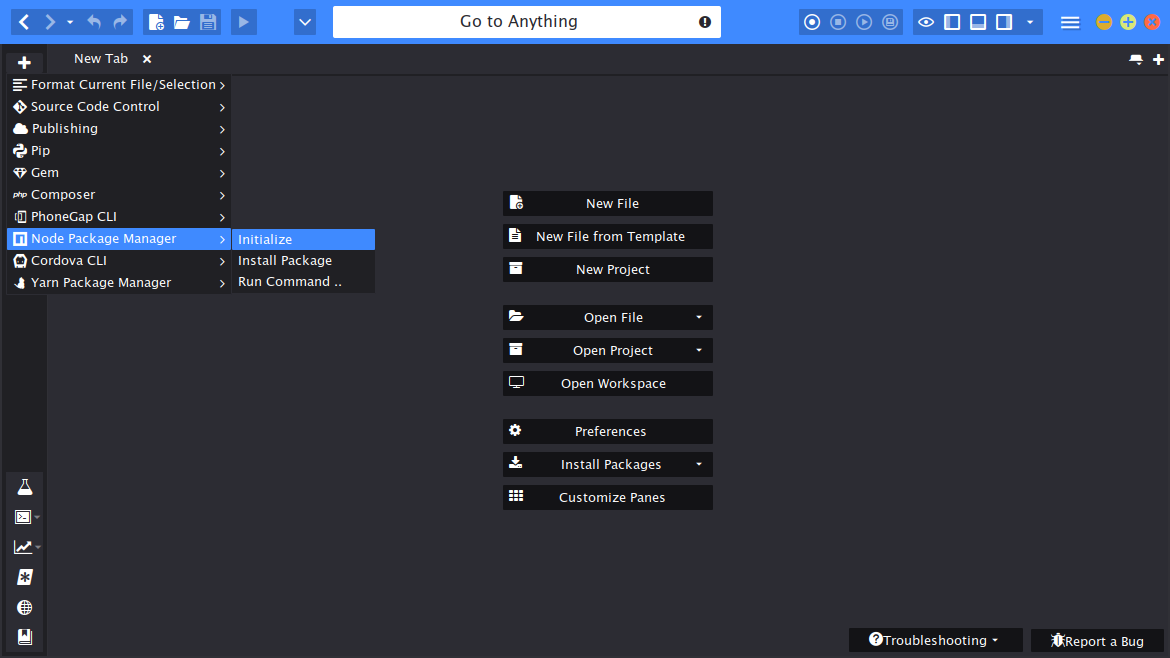 Go to Anything
New Tab
Format Current File/Selection
Source Code Control
Publishing
Pip
Gem
php Composer
PhoneGap CLI
Node Package Manager
Cordova CLI
Yarn Package Manager
Initialize
Install Package
Run Command ..
New File
New File from Template
New Project
Open File
Open Project
Open Workspace
Preferences
Install Packages
Customize Panes
Troubleshooting
Report a Bug